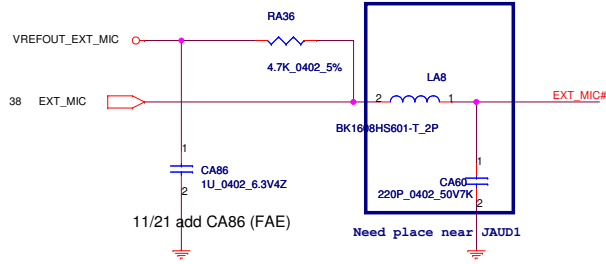 RA36
VREFOUT_EXT_MIC
4.7K_0402_5%
LA8
38 EXT_MIC
2 1
EXT_MIC#
BK1608HS601-T_2P
1
CA86
1U_0402_6.3V4Z
2
1
CA60
220P_0402_50V7K
2
11/21 add CA86 (FAE)
Need place near JAUD1